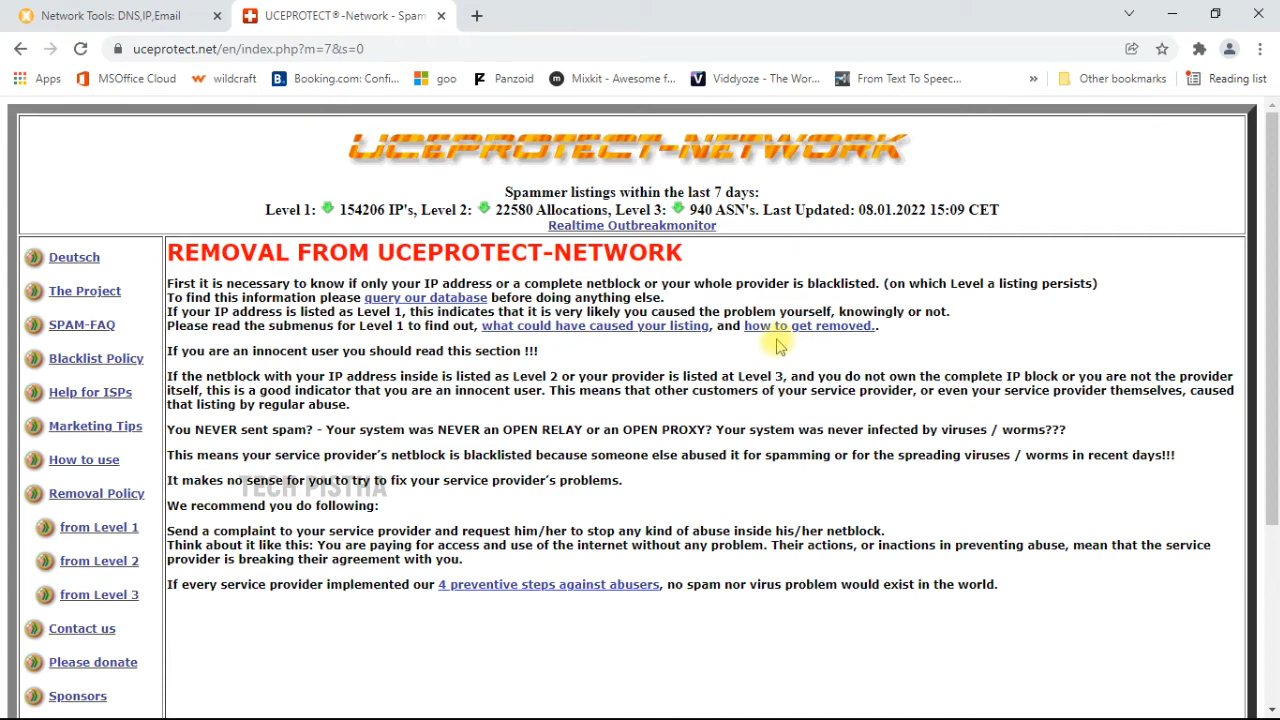 Network Tools: DNS,IP,Email
UCEPROTECT®-Network - Spam
uceprotect.net/en/index.php?m=7&s=0
Apps
MSOffice Cloud
wildcraft
Booking.com: Confi...
goo
Panzoid
Mixkit - Awesome f...
Viddyoze - The Wor...
From Text To Speec...
»
Other bookmarks
Reading list
UCEPROTECT-NETWORK
Spammer listings within the last 7 days:
Level 1: 154206 IP's, Level 2: 22580 Allocations, Level 3: 940 ASN's. Last Updated: 08.01.2022 15:09 CET
Realtime Outbreakmonitor
Deutsch
The Project
SPAM-FAQ
Blacklist Policy
Help for ISPs
Marketing Tips
How to use
Removal Policy
from Level 1
from Level 2
from Level 3
Contact us
Please donate
Sponsors
REMOVAL FROM UCEPROTECT-NETWORK
First it is necessary to know if only your IP address or a complete netblock or your whole provider is blacklisted. (on which Level a listing persists)
To find this information please query our database before doing anything else.
If your IP address is listed as Level 1, this indicates that it is very likely you caused the problem yourself, knowingly or not.
Please read the submenus for Level 1 to find out, what could have caused your listing, and how to get removed..
If you are an innocent user you should read this section !!!
If the netblock with your IP address inside is listed as Level 2 or your provider is listed at Level 3, and you do not own the complete IP block or you are not the provider
itself, this is a good indicator that you are an innocent user. This means that other customers of your service provider, or even your service provider themselves, caused
that listing by regular abuse.
You NEVER sent spam? - Your system was NEVER an OPEN RELAY or an OPEN PROXY? Your system was never infected by viruses / worms???
This means your service provider's netblock is blacklisted because someone else abused it for spamming or for the spreading viruses / worms in recent days!!!
It makes no sense for you to try to fix your service provider's problems.
TECH PISTHA
We recommend you do following:
Send a complaint to your service provider and request him/her to stop any kind of abuse inside his/her netblock.
Think about it like this: You are paying for access and use of the internet without any problem. Their actions, or inactions in preventing abuse, mean that the service
provider is breaking their agreement with you.
If every service provider implemented our 4 preventive steps against abusers, no spam nor virus problem would exist in the world.